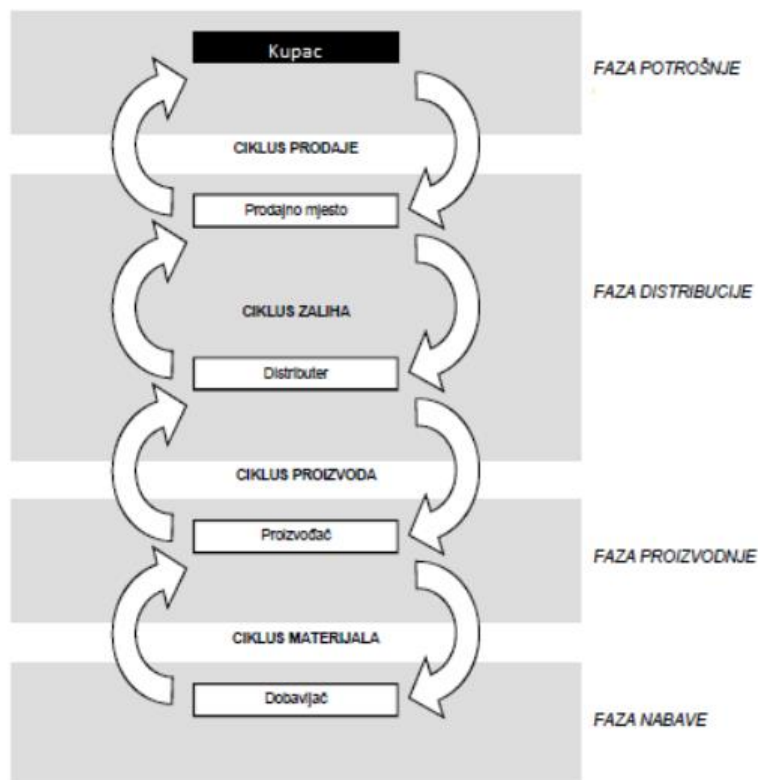 Kupac
FAZA POTROŠNJE
CIKLUS PRODAJE
Prodajno mjesto
FAZA DISTRIBUCIJE
CIKLUS ZALIHA
Distributer
CIKLUS PROIZVODA
Proizvođač
FAZA PROIZVODNJE
CIKLUS MATERIJALA
Dobavljač
FAZA NABAVE